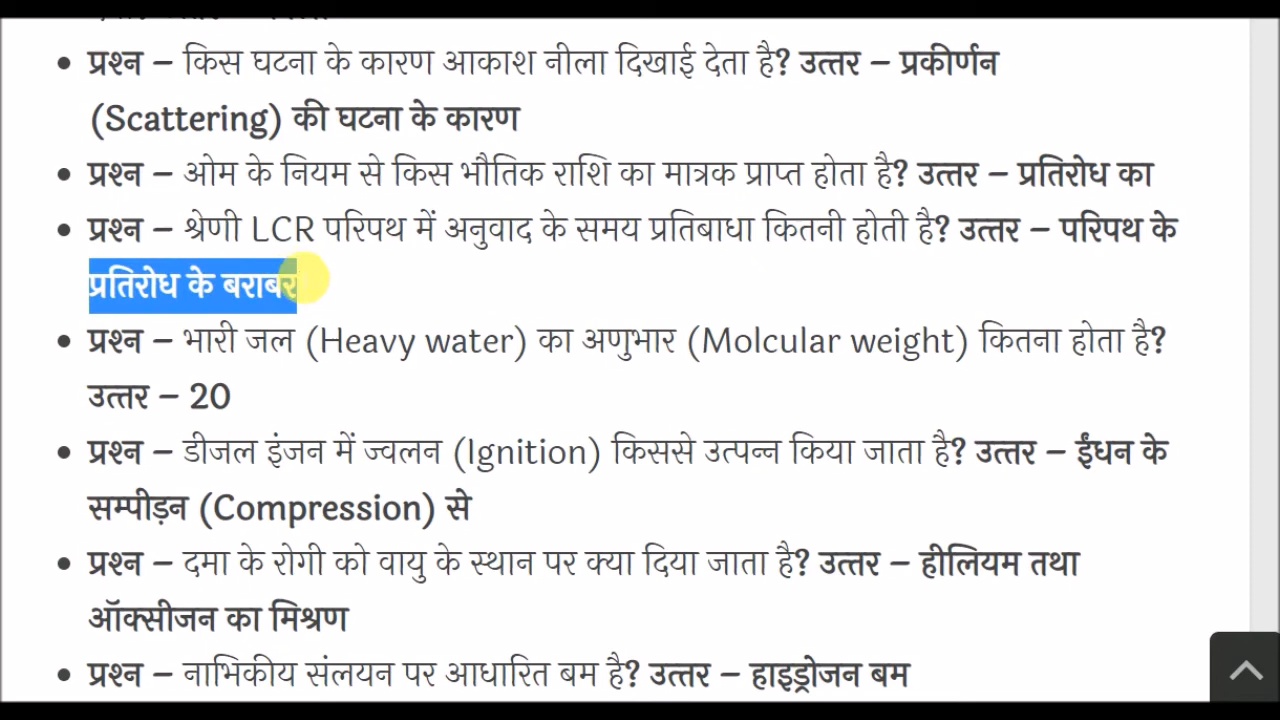 प्रश्न – किस घटना के कारण आकाश नीला दिखाई देता है? उत्तर – प्रकीर्णन
(Scattering) की घटना के कारण
प्रश्न – ओम के नियम से किस भौतिक राशि का मात्रक प्राप्त होता है? उत्तर – प्रतिरोध का
प्रश्न – श्रेणी LCR परिपथ में अनुवाद के समय प्रतिबाधा कितनी होती है? उत्तर – परिपथ के
प्रतिरोध के बराबर
प्रश्न – भारी जल (Heavy water) का अणुभार (Molcular weight) कितना होता है?
उत्तर – 20
प्रश्न – डीजल इंजन में ज्वलन (Ignition) किससे उत्पन्न किया जाता है? उत्तर – ईंधन के
सम्पीड़न (Compression) से
प्रश्न – दमा के रोगी को वायु के स्थान पर क्या दिया जाता है? उत्तर – हीलियम तथा
ऑक्सीजन का मिश्रण
प्रश्न – नाभिकीय संलयन पर आधारित बम है? उत्तर – हाइड्रोजन बम